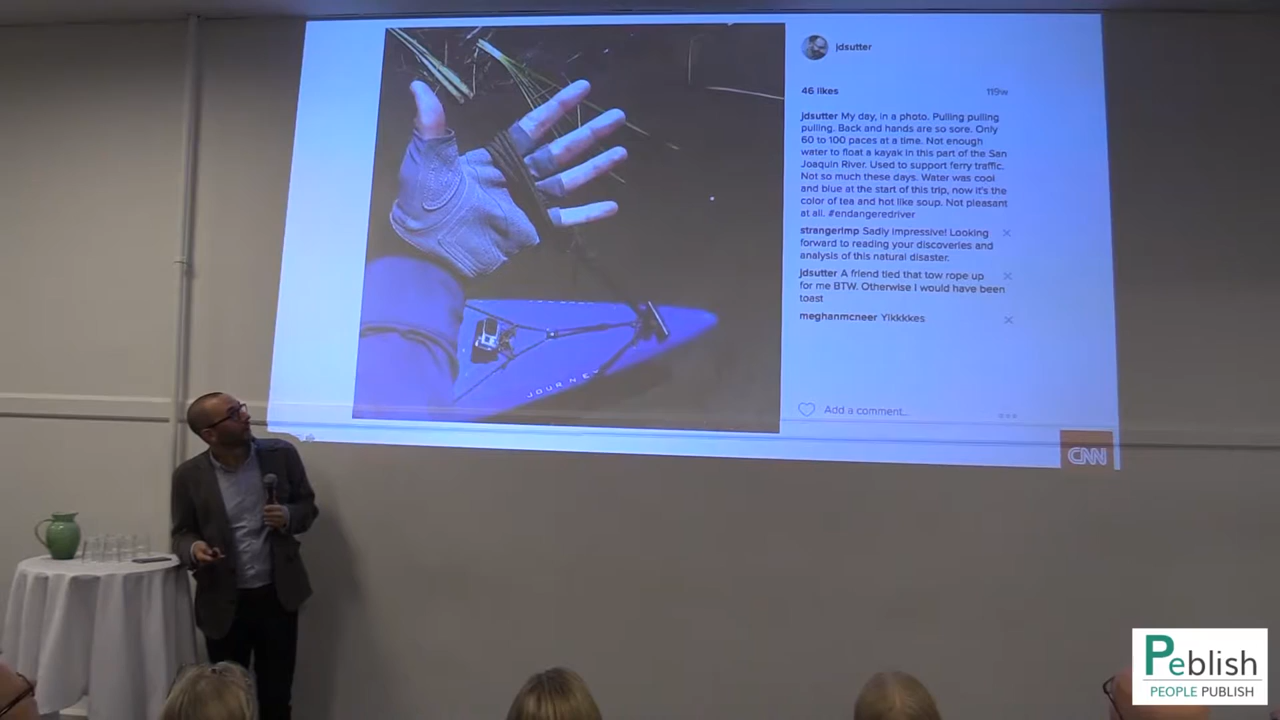 jdsutter
46 likes
119w
jdsutter My day, in a photo. Pulling pulling
pulling. Back and hands are so sore. Only
60 to 100 paces at a time. Not enough
water to float a kayak in this part of the San
Joaquin River. Used to support ferry traffic.
Not so much these days. Water was cool
and blue at the start of this trip, now it's the
color of tea and hot like soup. Not pleasant
at all. #endangeredriver
strangerimp Sadly impressive! Looking
forward to reading your discoveries and
analysis of this natural disaster.
jdsutter A friend tied that tow rope up
for me BTW. Otherwise I would have been
toast
meghanmcneer Yikkkkes
Add a comment...
JOURNEY
CNN
Peblish
PEOPLE PUBLISH